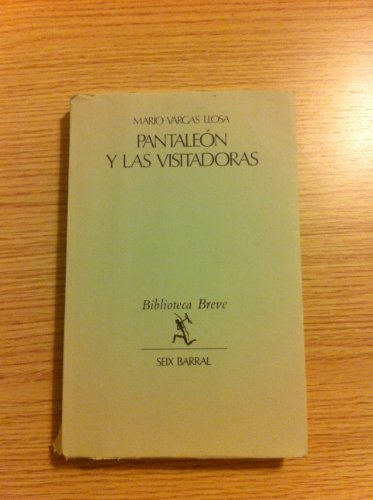 MARIO VARGAS LLOSA
PANTALEÓN
Y LAS VISITADORAS
Biblioteca Breve
SEIX BARRAL